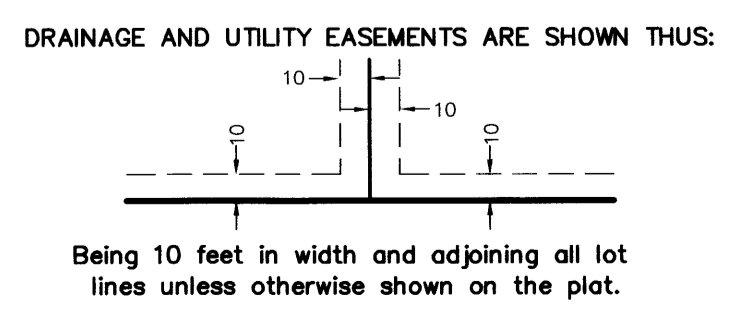 DRAINAGE AND UTILITY EASEMENTS ARE SHOWN THUS:
10
10
10
10
Being 10 feet in width and adjoining all lot
lines unless otherwise shown on the plat.